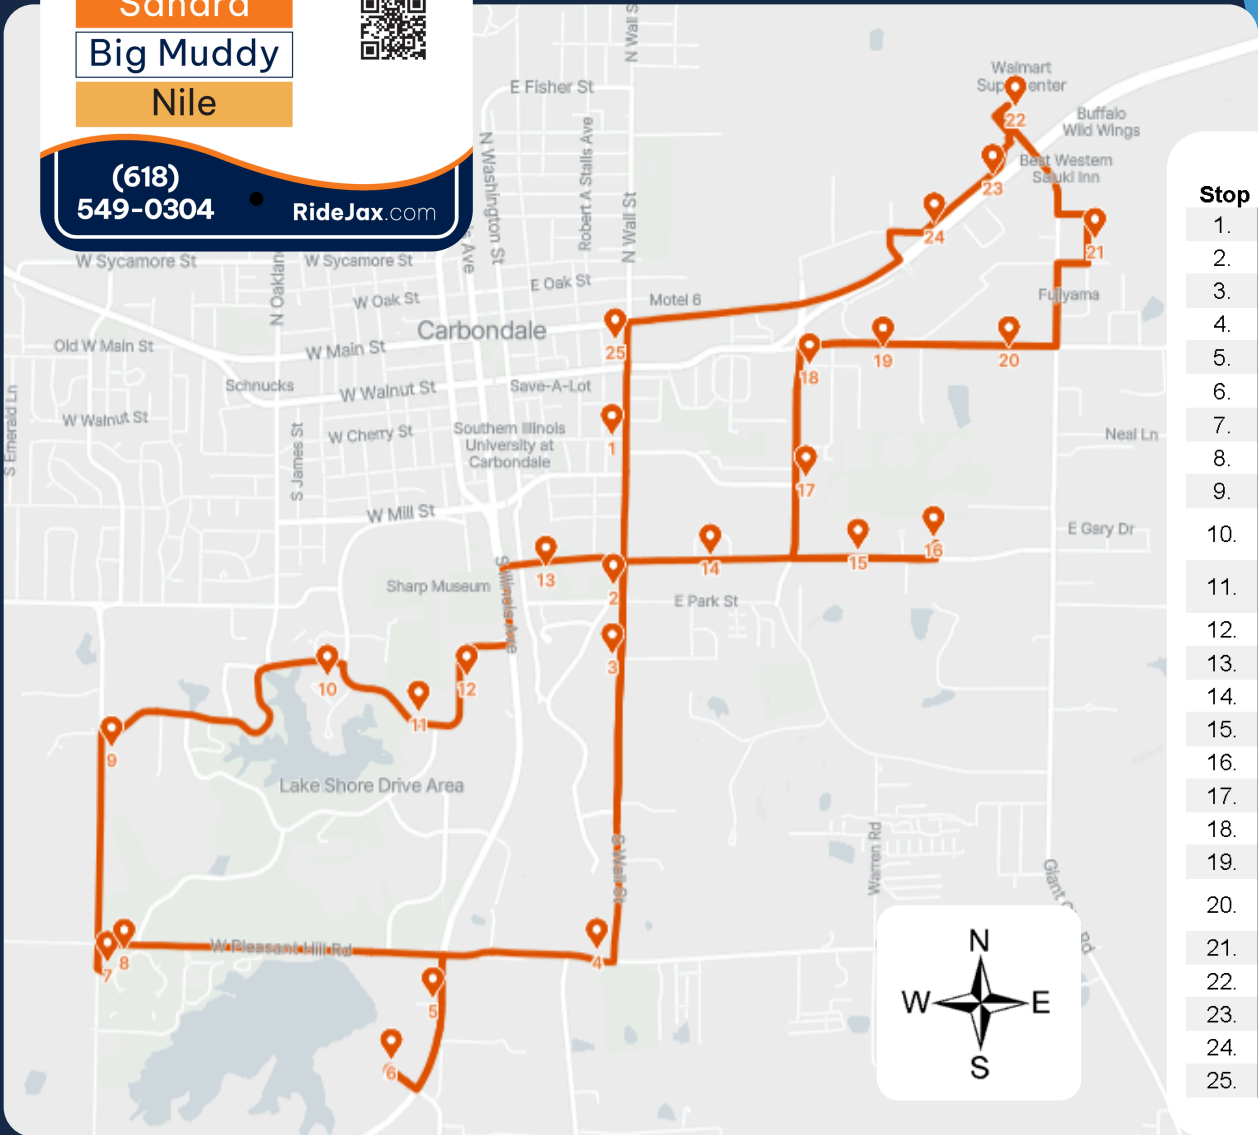 Sahara
Big Muddy
Nile
(618)
549-0304
RideJax.com
N Wall S
E Fisher St
N Washington St
Robert A Stalls Ave
N Wall St
Walmart
Sup enter
22
Buffalo
Wild Wings
23
Best Western
Saluki Inn
24
21
W Sycamore St
W Sycamore St
s Ave
N Oaklan
W Oak St
E Oak St
Motel 6
Fujiyama
Carbondale
25
Old W Main St
W Main St
18
19
20
Schnucks
W Walnut St
Save-A-Lot
S Emerald Ln
W Walnut St
W Cherry St
Southern Illinois
University at
Carbondale
1
Neal Ln
S James St
17
W Mill St
E Gary Dr
13
14
15
16
Sharp Museum
S Illinois Ave
2
E Park St
3
10
12
11
9
Lake Shore Drive Area
S Wall St
Warren Rd
Giant C
Rd
W Pleasant Hill Rd
7
8
4
5
6
N
W
E
S
Stop
1.
2.
3.
4.
5.
6.
7.
8.
9.
10.
11.
12.
13.
14.
15.
16.
17.
18.
19.
20.
21.
22.
23.
24.
25.